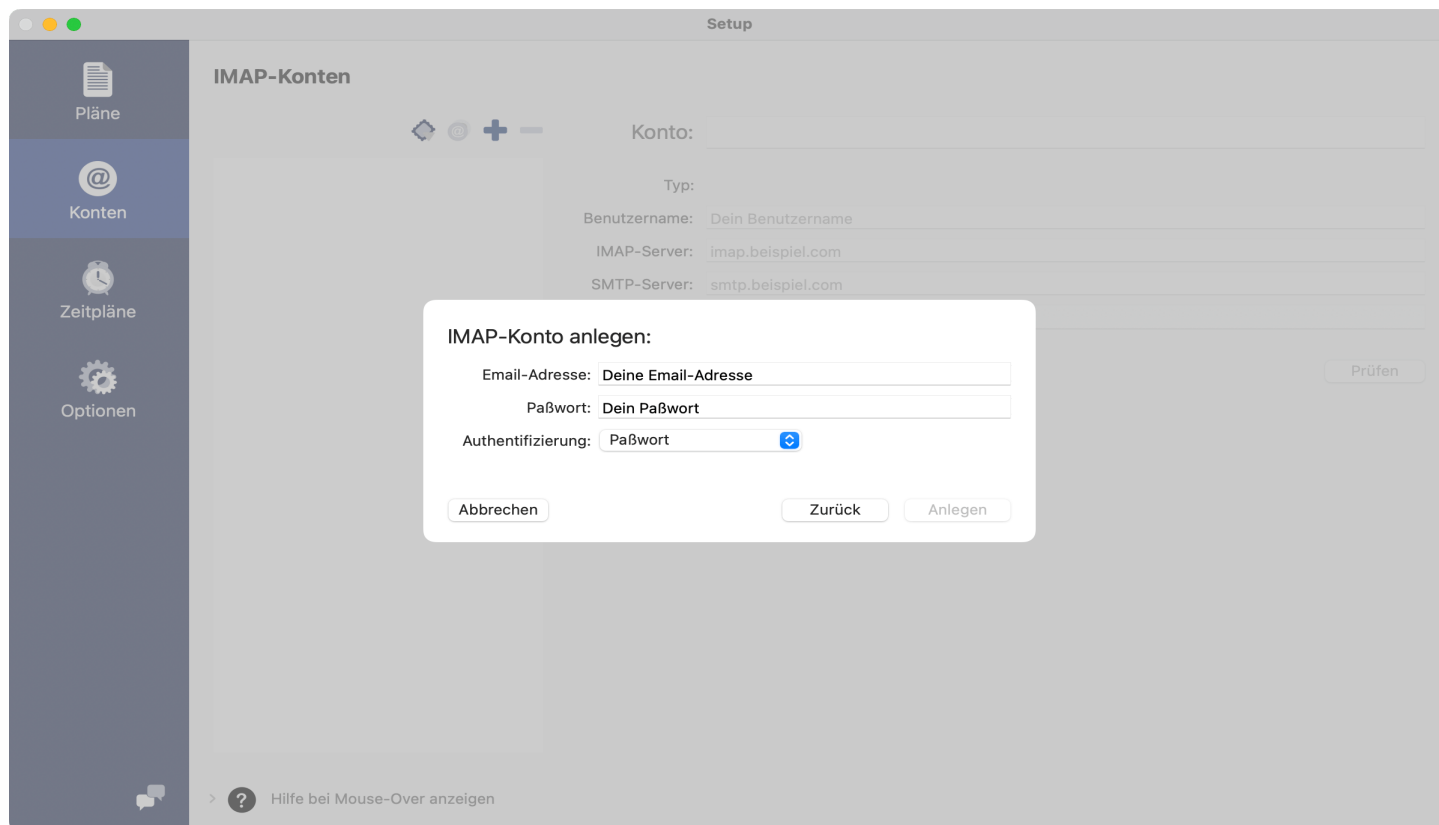 Setup
Pläne
Konten
Zeitpläne
Optionen
IMAP-Konten
Konto:
Typ:
Benutzername: Dein Benutzername
IMAP-Server: imap.beispiel.com
SMTP-Server: smtp.beispiel.com
Prüfen
IMAP-Konto anlegen:
Email-Adresse: Deine Email-Adresse
Paßwort: Dein Paßwort
Authentifizierung: Paßwort
Abbrechen Zurück Anlegen
? Hilfe bei Mouse-Over anzeigen